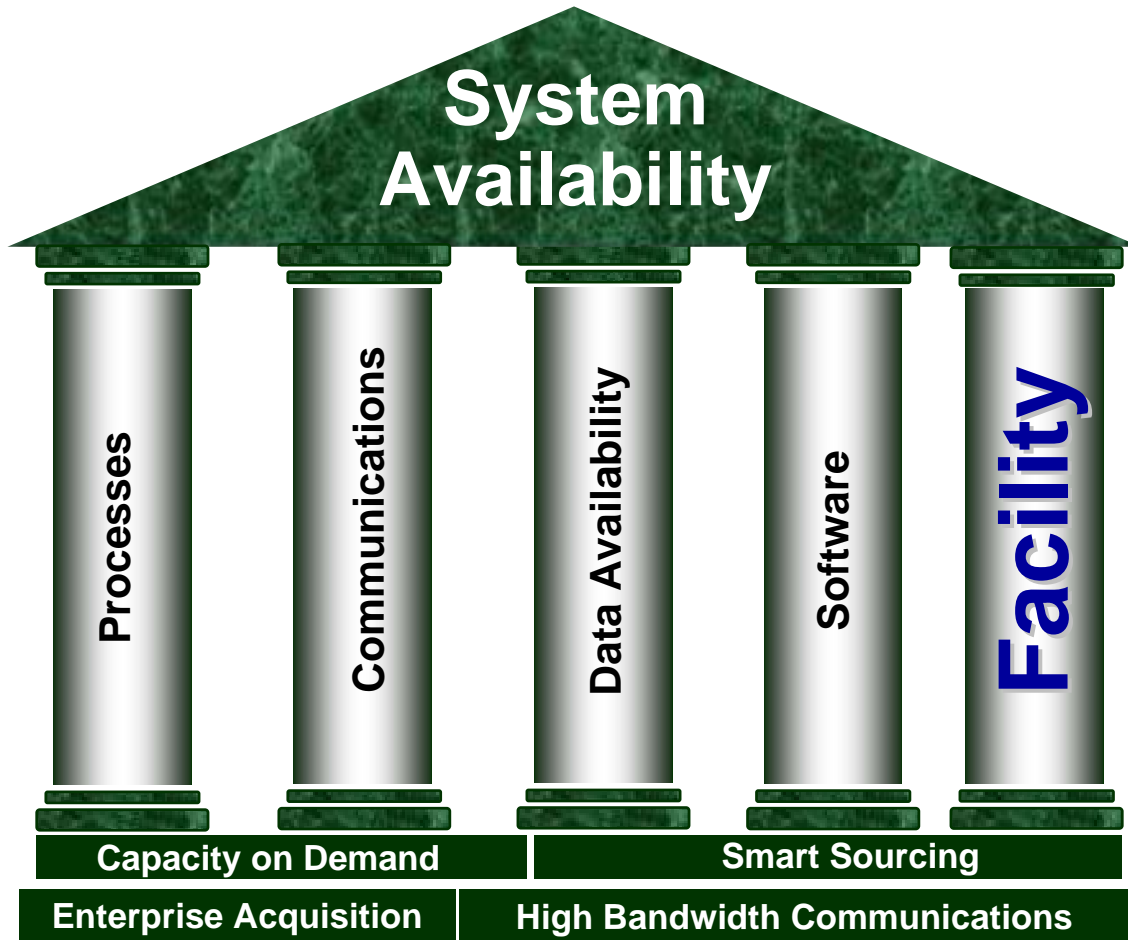 System
Availability
Processes
Communications
Data Availability
Software
Facility
Capacity on Demand
Smart Sourcing
Enterprise Acquisition
High Bandwidth Communications